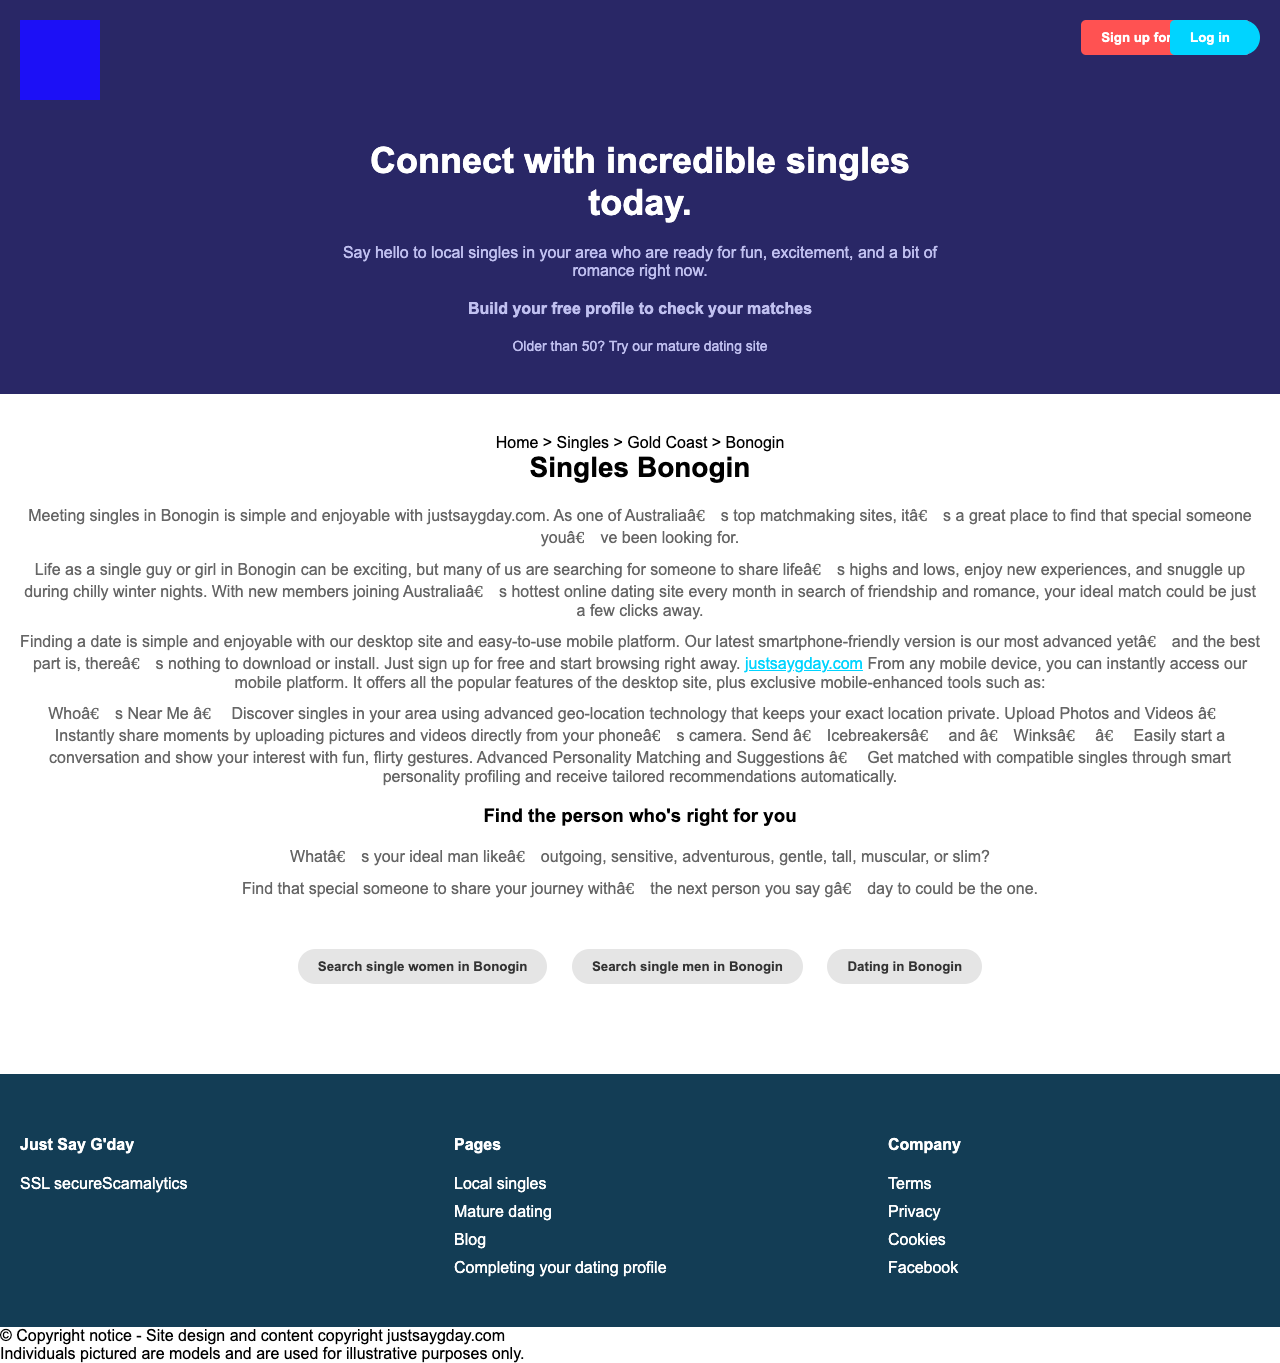 Sign up for
Log in
Connect with incredible singles
today.
Say hello to local singles in your area who are ready for fun, excitement, and a bit of
romance right now.
Build your free profile to check your matches
Older than 50? Try our mature dating site
Home > Singles > Gold Coast > Bonogin
Singles Bonogin
Meeting singles in Bonogin is simple and enjoyable with justsaygday.com. As one of Australiaâ€ s top matchmaking sites, itâ€ s a great place to find that special someone
youâ€ ve been looking for.
Life as a single guy or girl in Bonogin can be exciting, but many of us are searching for someone to share lifeâ€ s highs and lows, enjoy new experiences, and snuggle up
during chilly winter nights. With new members joining Australiaâ€ s hottest online dating site every month in search of friendship and romance, your ideal match could be just
a few clicks away.
Finding a date is simple and enjoyable with our desktop site and easy-to-use mobile platform. Our latest smartphone-friendly version is our most advanced yetâ€ and the best
part is, thereâ€ s nothing to download or install. Just sign up for free and start browsing right away. justsaygday.com From any mobile device, you can instantly access our
mobile platform. It offers all the popular features of the desktop site, plus exclusive mobile-enhanced tools such as:
Whoâ€ s Near Me â€ Discover singles in your area using advanced geo-location technology that keeps your exact location private. Upload Photos and Videos â€
Instantly share moments by uploading pictures and videos directly from your phoneâ€ s camera. Send â€ Icebreakersâ€ and â€ Winksâ€ â€ Easily start a
conversation and show your interest with fun, flirty gestures. Advanced Personality Matching and Suggestions â€ Get matched with compatible singles through smart
personality profiling and receive tailored recommendations automatically.
Find the person who's right for you
Whatâ€ s your ideal man likeâ€ outgoing, sensitive, adventurous, gentle, tall, muscular, or slim?
Find that special someone to share your journey withâ€ the next person you say gâ€ day to could be the one.
Search single women in Bonogin
Search single men in Bonogin
Dating in Bonogin
Just Say G'day
SSL secureScamalytics
Pages
Local singles
Mature dating
Blog
Completing your dating profile
Company
Terms
Privacy
Cookies
Facebook
© Copyright notice - Site design and content copyright justsaygday.com
Individuals pictured are models and are used for illustrative purposes only.